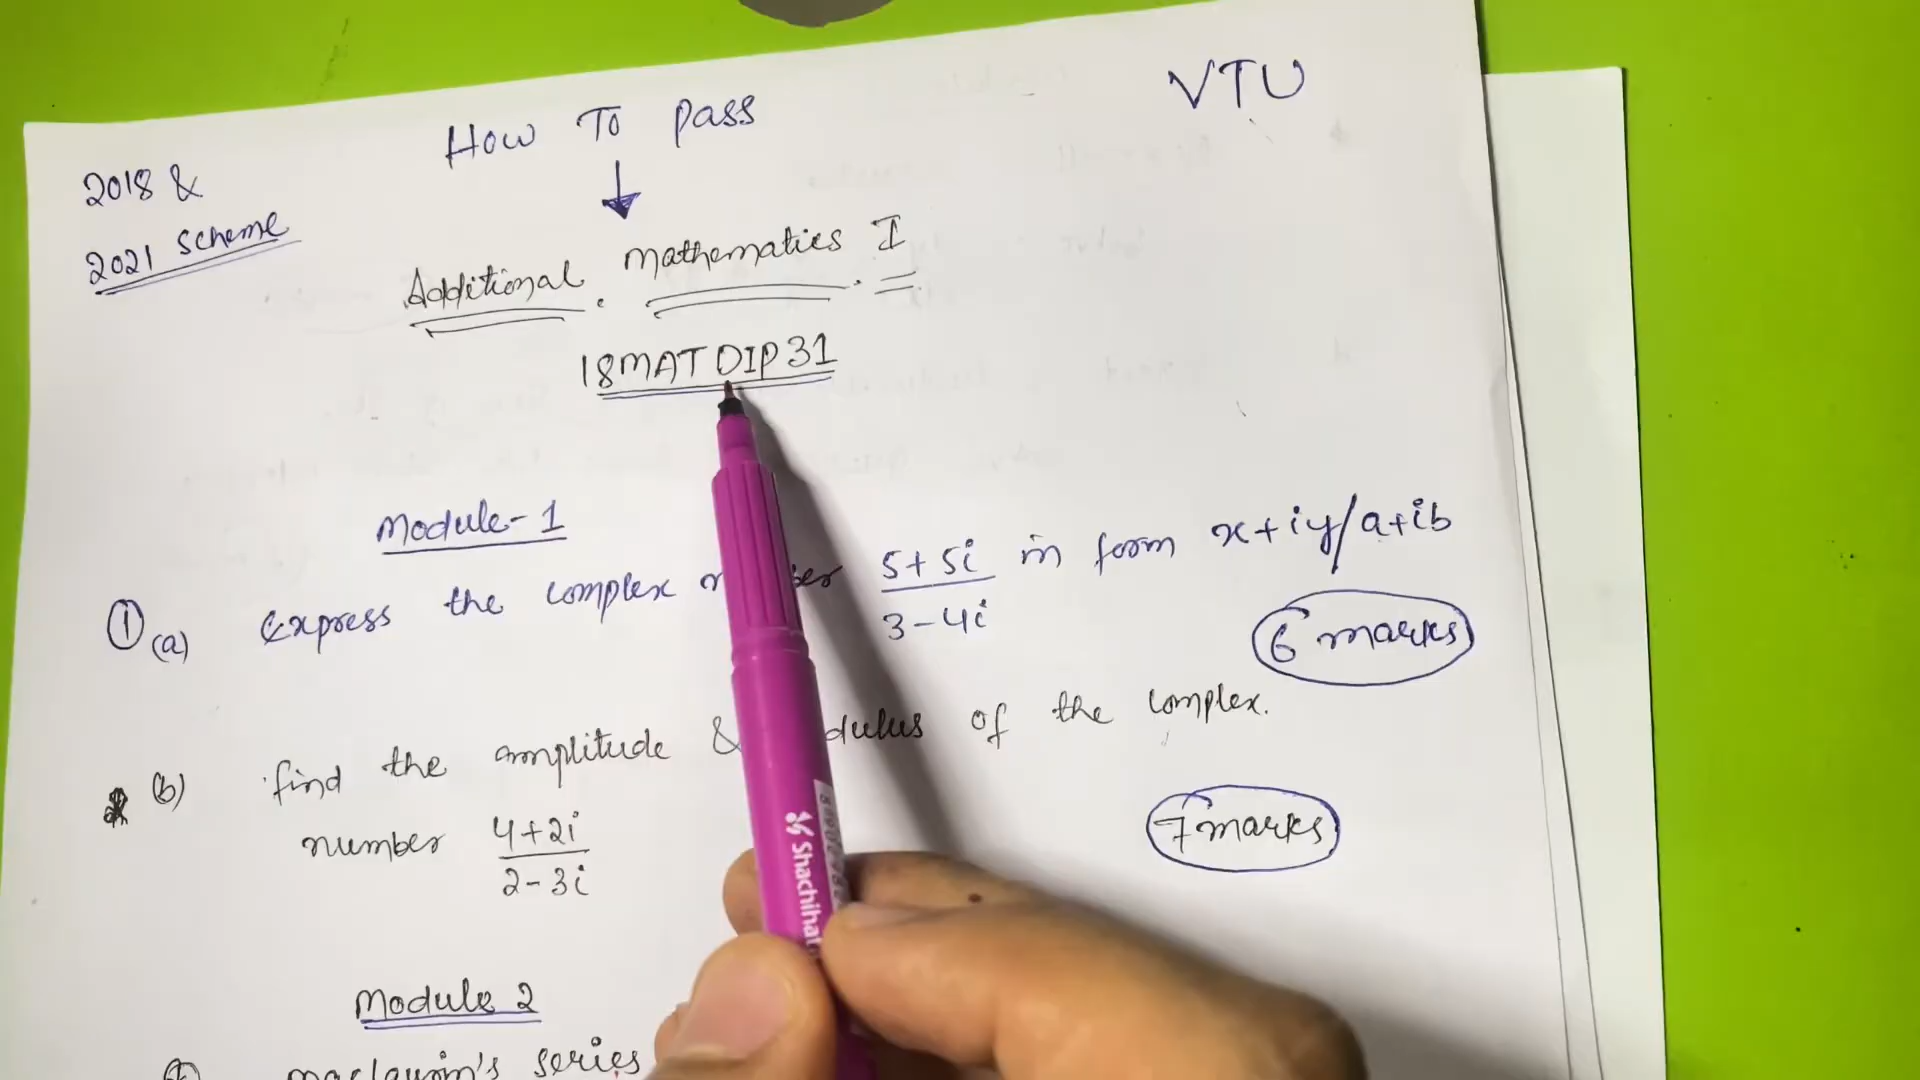 VTU
How To pass
2018 &
2021 scheme
Additional Mathematics I
18MATDIP31
Module-1
① (a) Express the complex 5+5i / 3-4i in form x+iy/a+ib
6 marks
(b) find the amplitude & of the complex.
number 4+2i / 2-3i
7 marks
Module 2
maclaurin's series
Shachihat